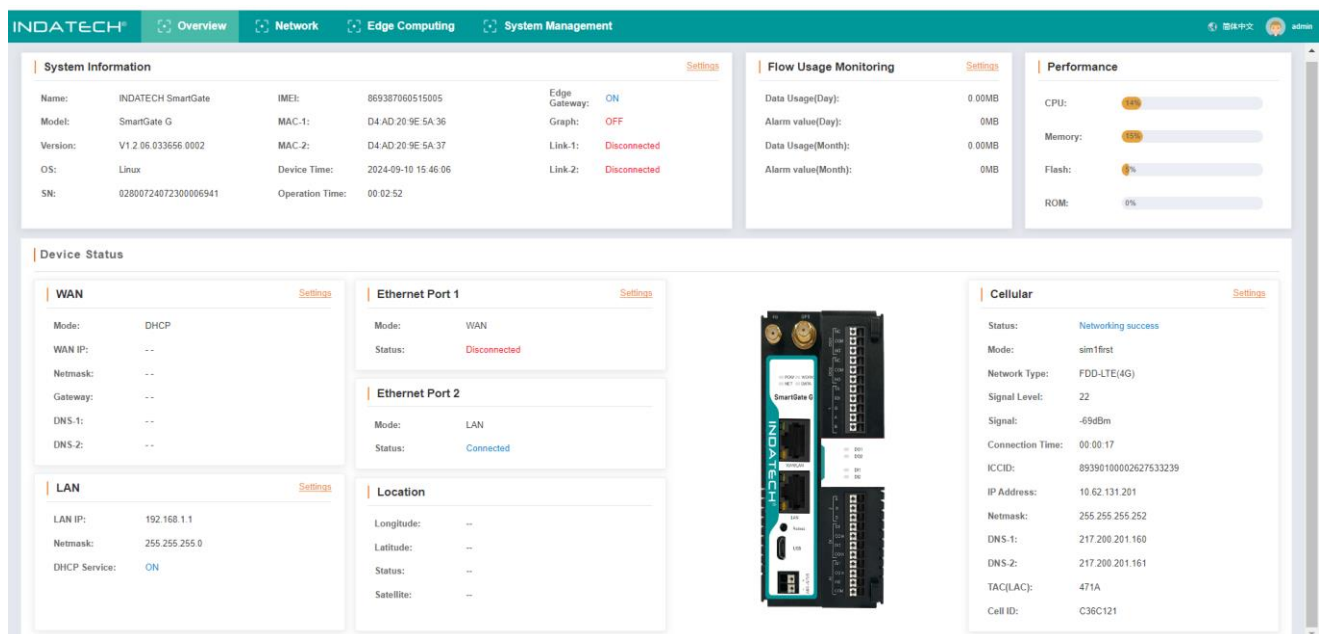 INDATECH®
Overview
Network
Edge Computing
System Management
简体中文
admin
System Information
Settings
Name: INDATECH SmartGate
Model: SmartGate G
Version: V1.2.06.033656.0002
OS: Linux
SN: 02800724072300006941
IMEI: 869387060515005
MAC-1: D4:AD:20:9E:5A:36
MAC-2: D4:AD:20:9E:5A:37
Device Time: 2024-09-10 15:46:06
Operation Time: 00:02:52
Edge Gateway: ON
Graph: OFF
Link-1: Disconnected
Link-2: Disconnected
Flow Usage Monitoring
Settings
Data Usage(Day): 0.00MB
Alarm value(Day): 0MB
Data Usage(Month): 0.00MB
Alarm value(Month): 0MB
Performance
CPU: 14%
Memory: 15%
Flash: 5%
ROM: 0%
Device Status
WAN
Settings
Mode: DHCP
WAN IP: --
Netmask: --
Gateway: --
DNS-1: --
DNS-2: --
LAN
Settings
LAN IP: 192.168.1.1
Netmask: 255.255.255.0
DHCP Service: ON
Ethernet Port 1
Settings
Mode: WAN
Status: Disconnected
Ethernet Port 2
Mode: LAN
Status: Connected
Location
Longitude: --
Latitude: --
Status: --
Satellite: --
SmartGate G
INDATECH®
LAN
USB
Cellular
Settings
Status: Networking success
Mode: sim1first
Network Type: FDD-LTE(4G)
Signal Level: 22
Signal: -69dBm
Connection Time: 00:00:17
ICCID: 89390100002627533239
IP Address: 10.62.131.201
Netmask: 255.255.255.252
DNS-1: 217.200.201.160
DNS-2: 217.200.201.161
TAC(LAC): 471A
Cell ID: C36C121